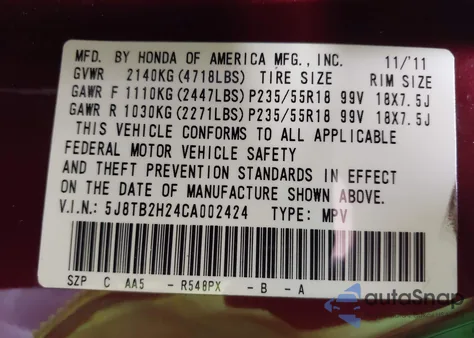 MFD. BY HONDA OF AMERICA MFG., INC. 11/'11
GVWR 2140KG(4718LBS) TIRE SIZE RIM SIZE
GAWR F 1110KG(2447LBS)P235/55R18 99V 18X7.5J
GAWR R 1030KG(2271LBS)P235/55R18 99V 18X7.5J
THIS VEHICLE CONFORMS TO ALL APPLICABLE
FEDERAL MOTOR VEHICLE SAFETY
AND THEFT PREVENTION STANDARDS IN EFFECT
ON THE DATE OF MANUFACTURE SHOWN ABOVE.
V.I.N.: 5J8TB2H24CA002424 TYPE: MPV
SZP C AA5 - R548PX - B - A
autoSnap